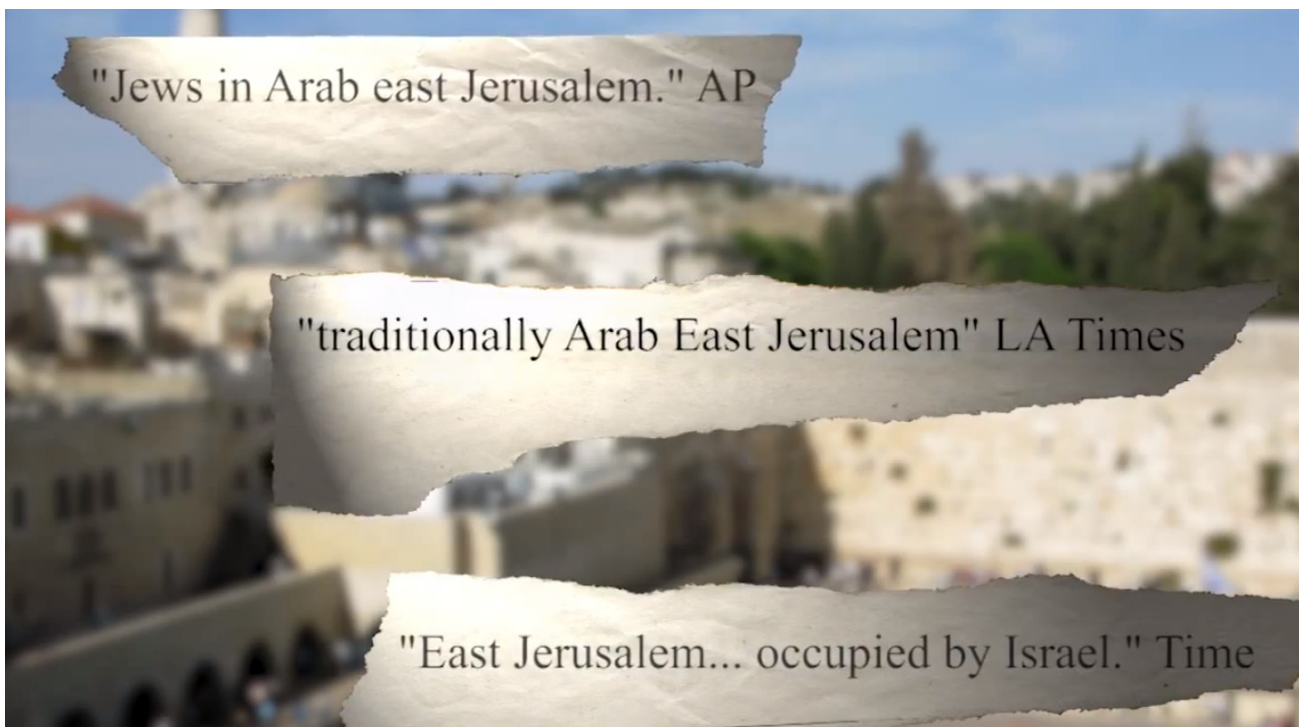 "Jews in Arab east Jerusalem." AP
"traditionally Arab East Jerusalem" LA Times
"East Jerusalem... occupied by Israel." Time